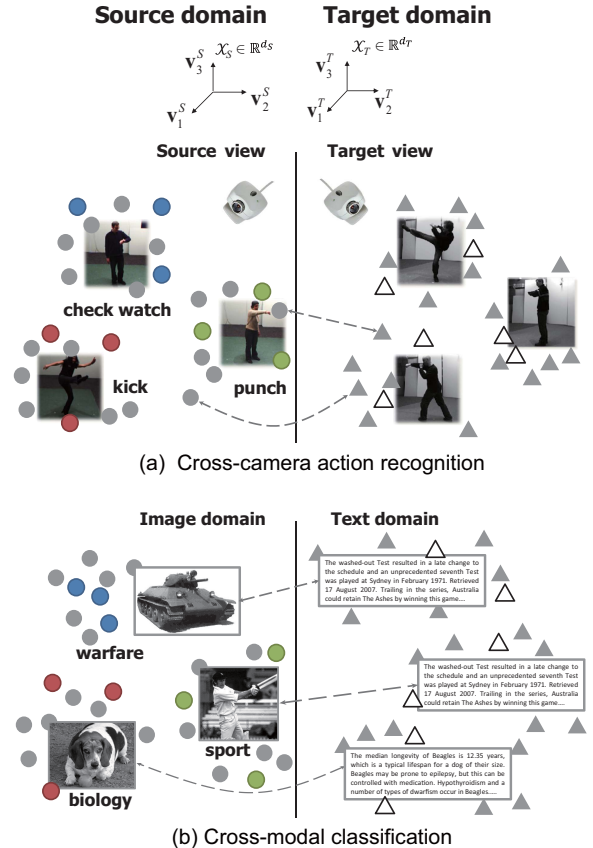 Source domain
Target domain
𝒳_S ∈ ℝ^{d_S}
𝒳_T ∈ ℝ^{d_T}
v_3^S
v_2^S
v_1^S
v_3^T
v_2^T
v_1^T
Source view
Target view
check watch
kick
punch
(a) Cross-camera action recognition
Image domain
Text domain
The washed-out Test resulted in a late change to
the schedule and an unprecedented seventh Test
was played at Sydney in February 1971. Retrieved
17 August 2007. Trailing in the series, Australia
could retain The Ashes by winning this game....
warfare
The washed-out Test resulted in a late change to
the schedule and an unprecedented seventh Test
was played at Sydney in February 1971. Retrieved
17 August 2007. Trailing in the series, Australia
could retain The Ashes by winning this game....
sport
The median longevity of Beagles is 12.35 years,
which is a typical lifespan for a dog of their size.
Beagles may be prone to epilepsy, but this can be
controlled with medication. Hypothyroidism and a
number of types of dwarfism occur in Beagles.....
biology
(b) Cross-modal classification